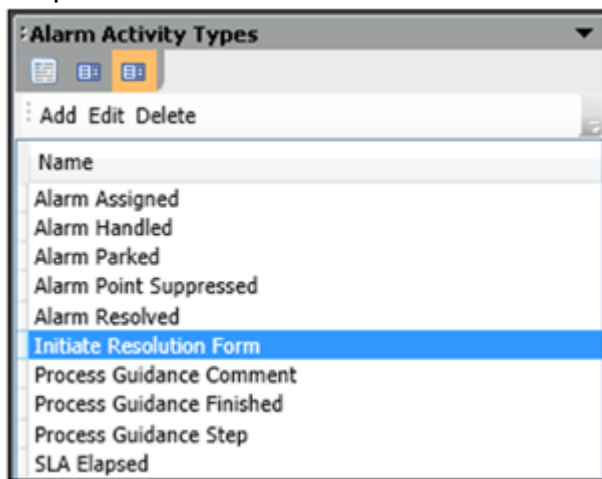 Alarm Activity Types
Add Edit Delete
Name
Alarm Assigned
Alarm Handled
Alarm Parked
Alarm Point Suppressed
Alarm Resolved
Initiate Resolution Form
Process Guidance Comment
Process Guidance Finished
Process Guidance Step
SLA Elapsed